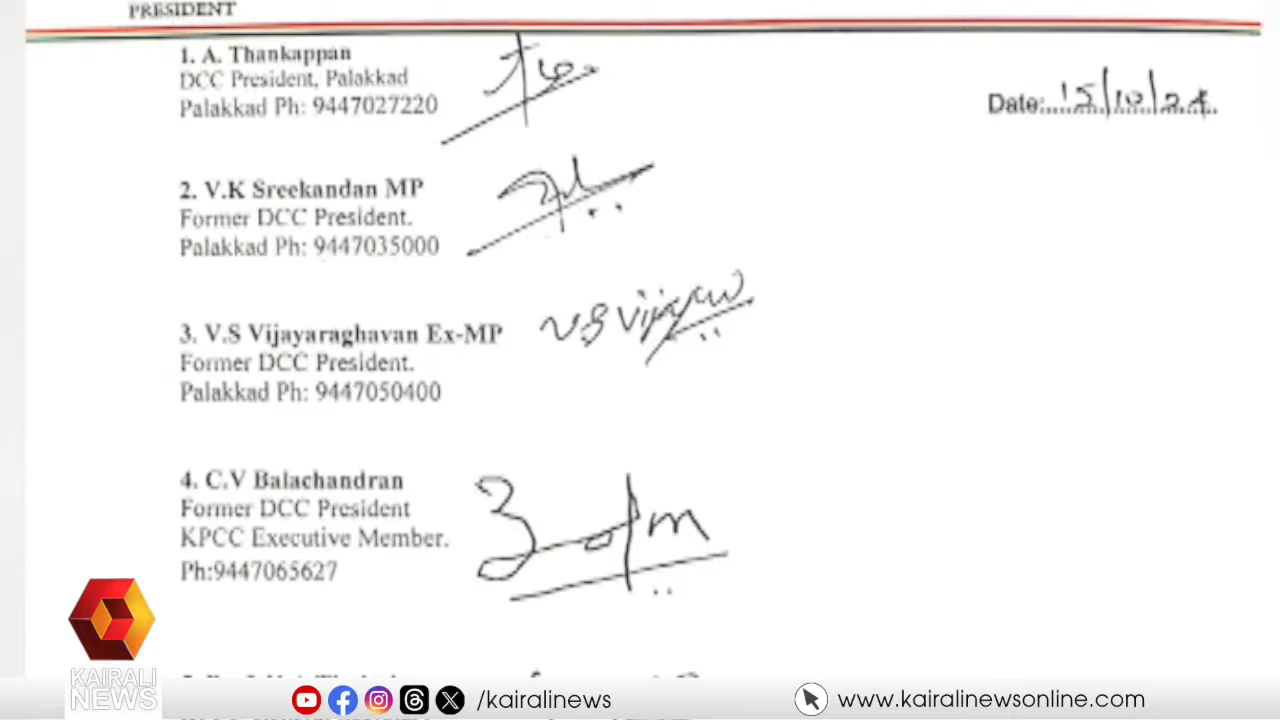 PRESIDENT
1. A. Thankappan
DCC President, Palakkad
Palakkad Ph: 9447027220
Date: 15/10/24
2. V.K Sreekandan MP
Former DCC President.
Palakkad Ph: 9447035000
3. V.S Vijayaraghavan Ex-MP
V.S Vijayan
Former DCC President.
Palakkad Ph: 9447050400
4. C.V Balachandran
Former DCC President
KPCC Executive Member.
Ph:9447065627
KAIRALI
NEWS
/kairalinews
www.kairalinewsonline.com